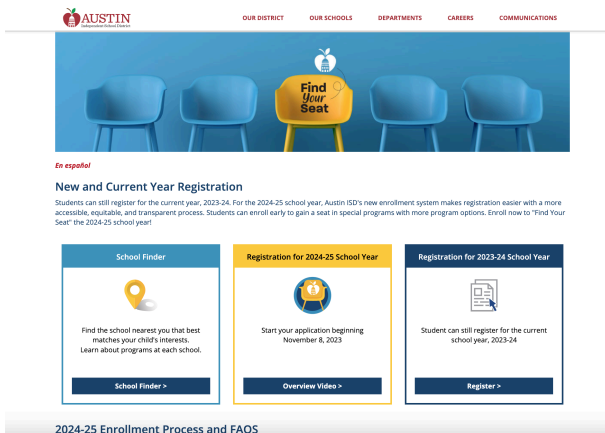 AUSTIN
Independent School District
OUR DISTRICT
OUR SCHOOLS
DEPARTMENTS
CAREERS
COMMUNICATIONS
Find
Your
Seat
En español
New and Current Year Registration
Students can still register for the current year, 2023-24. For the 2024-25 school year, Austin ISD's new enrollment system makes registration easier with a more
accessible, equitable, and transparent process. Students can enroll early to gain a seat in special programs with more program options. Enroll now to "Find Your
Seat" the 2024-25 school year!
School Finder
Find the school nearest you that best
matches your child's interests.
Learn about programs at each school.
School Finder >
Registration for 2024-25 School Year
Start your application beginning
November 8, 2023
Overview Video >
Registration for 2023-24 School Year
Student can still register for the current
school year, 2023-24
Register >
2024-25 Enrollment Process and FAQS